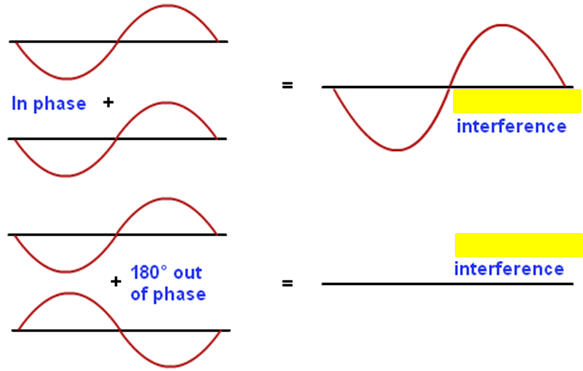 In phase +
=
interference
+ 180° out
of phase
=
interference